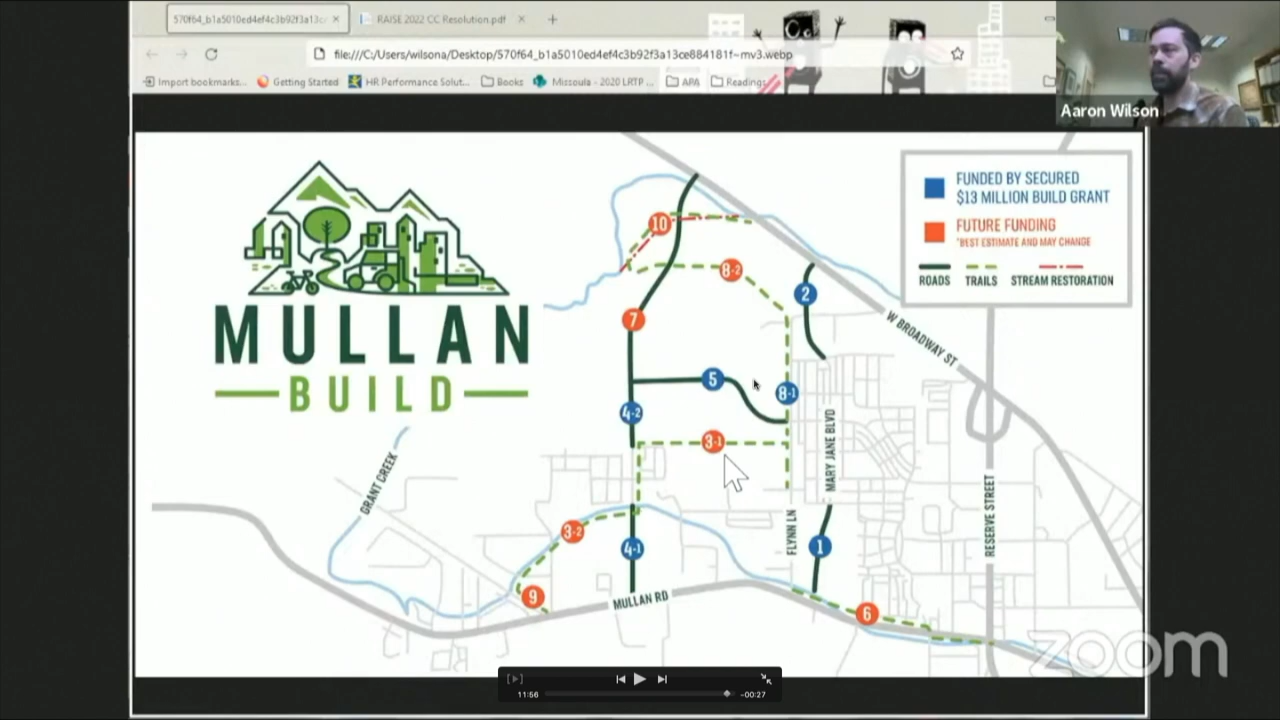 570f64_b1a5010ed4ef4c3b92f3a13c
RAISE 2022 CC Resolution.pdf
file:///C:/Users/wilsona/Desktop/570f64_b1a5010ed4ef4c3b92f3a13ce884181f~mv3.webp
Import bookmarks...
Getting Started
HR Performance Solut...
Books
Missoula - 2020 LRTP ...
APA
Readings
Aaron Wilson
MULLAN
BUILD
FUNDED BY SECURED
$13 MILLION BUILD GRANT
FUTURE FUNDING
*BEST ESTIMATE AND MAY CHANGE
ROADS
TRAILS
STREAM RESTORATION
10
8-2
2
7
W BROADWAY ST
5
8-1
4-2
3-1
MARY JANE BLVD
GRANT CREEK
RESERVE STREET
3-2
FLYNN LN
4-1
1
9
MULLAN RD
6
zoom
11:56
-00:27